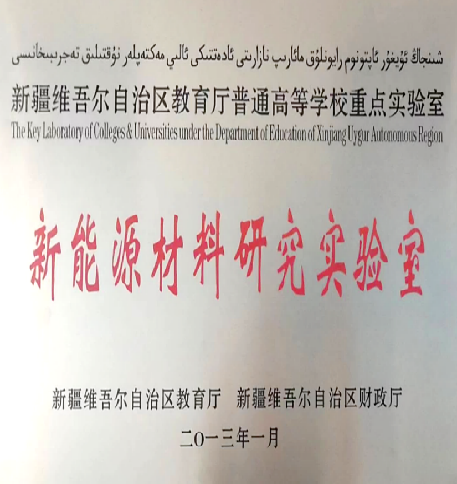 شىنجاڭ ئۇيغۇر ئاپتونوم رايونلۇق مائارىپ نازارىتى ئادەتتىكى ئالىي مەكتەپلەر نۇقتىلىق تەجرىبىخانىسى
新疆维吾尔自治区教育厅普通高等学校重点实验室
The Key Laboratory of Colleges & Universities under the Department of Education of Xinjiang Uygur Autonomous Region
新能源材料研究实验室
新疆维吾尔自治区教育厅 新疆维吾尔自治区财政厅
二O一三年一月